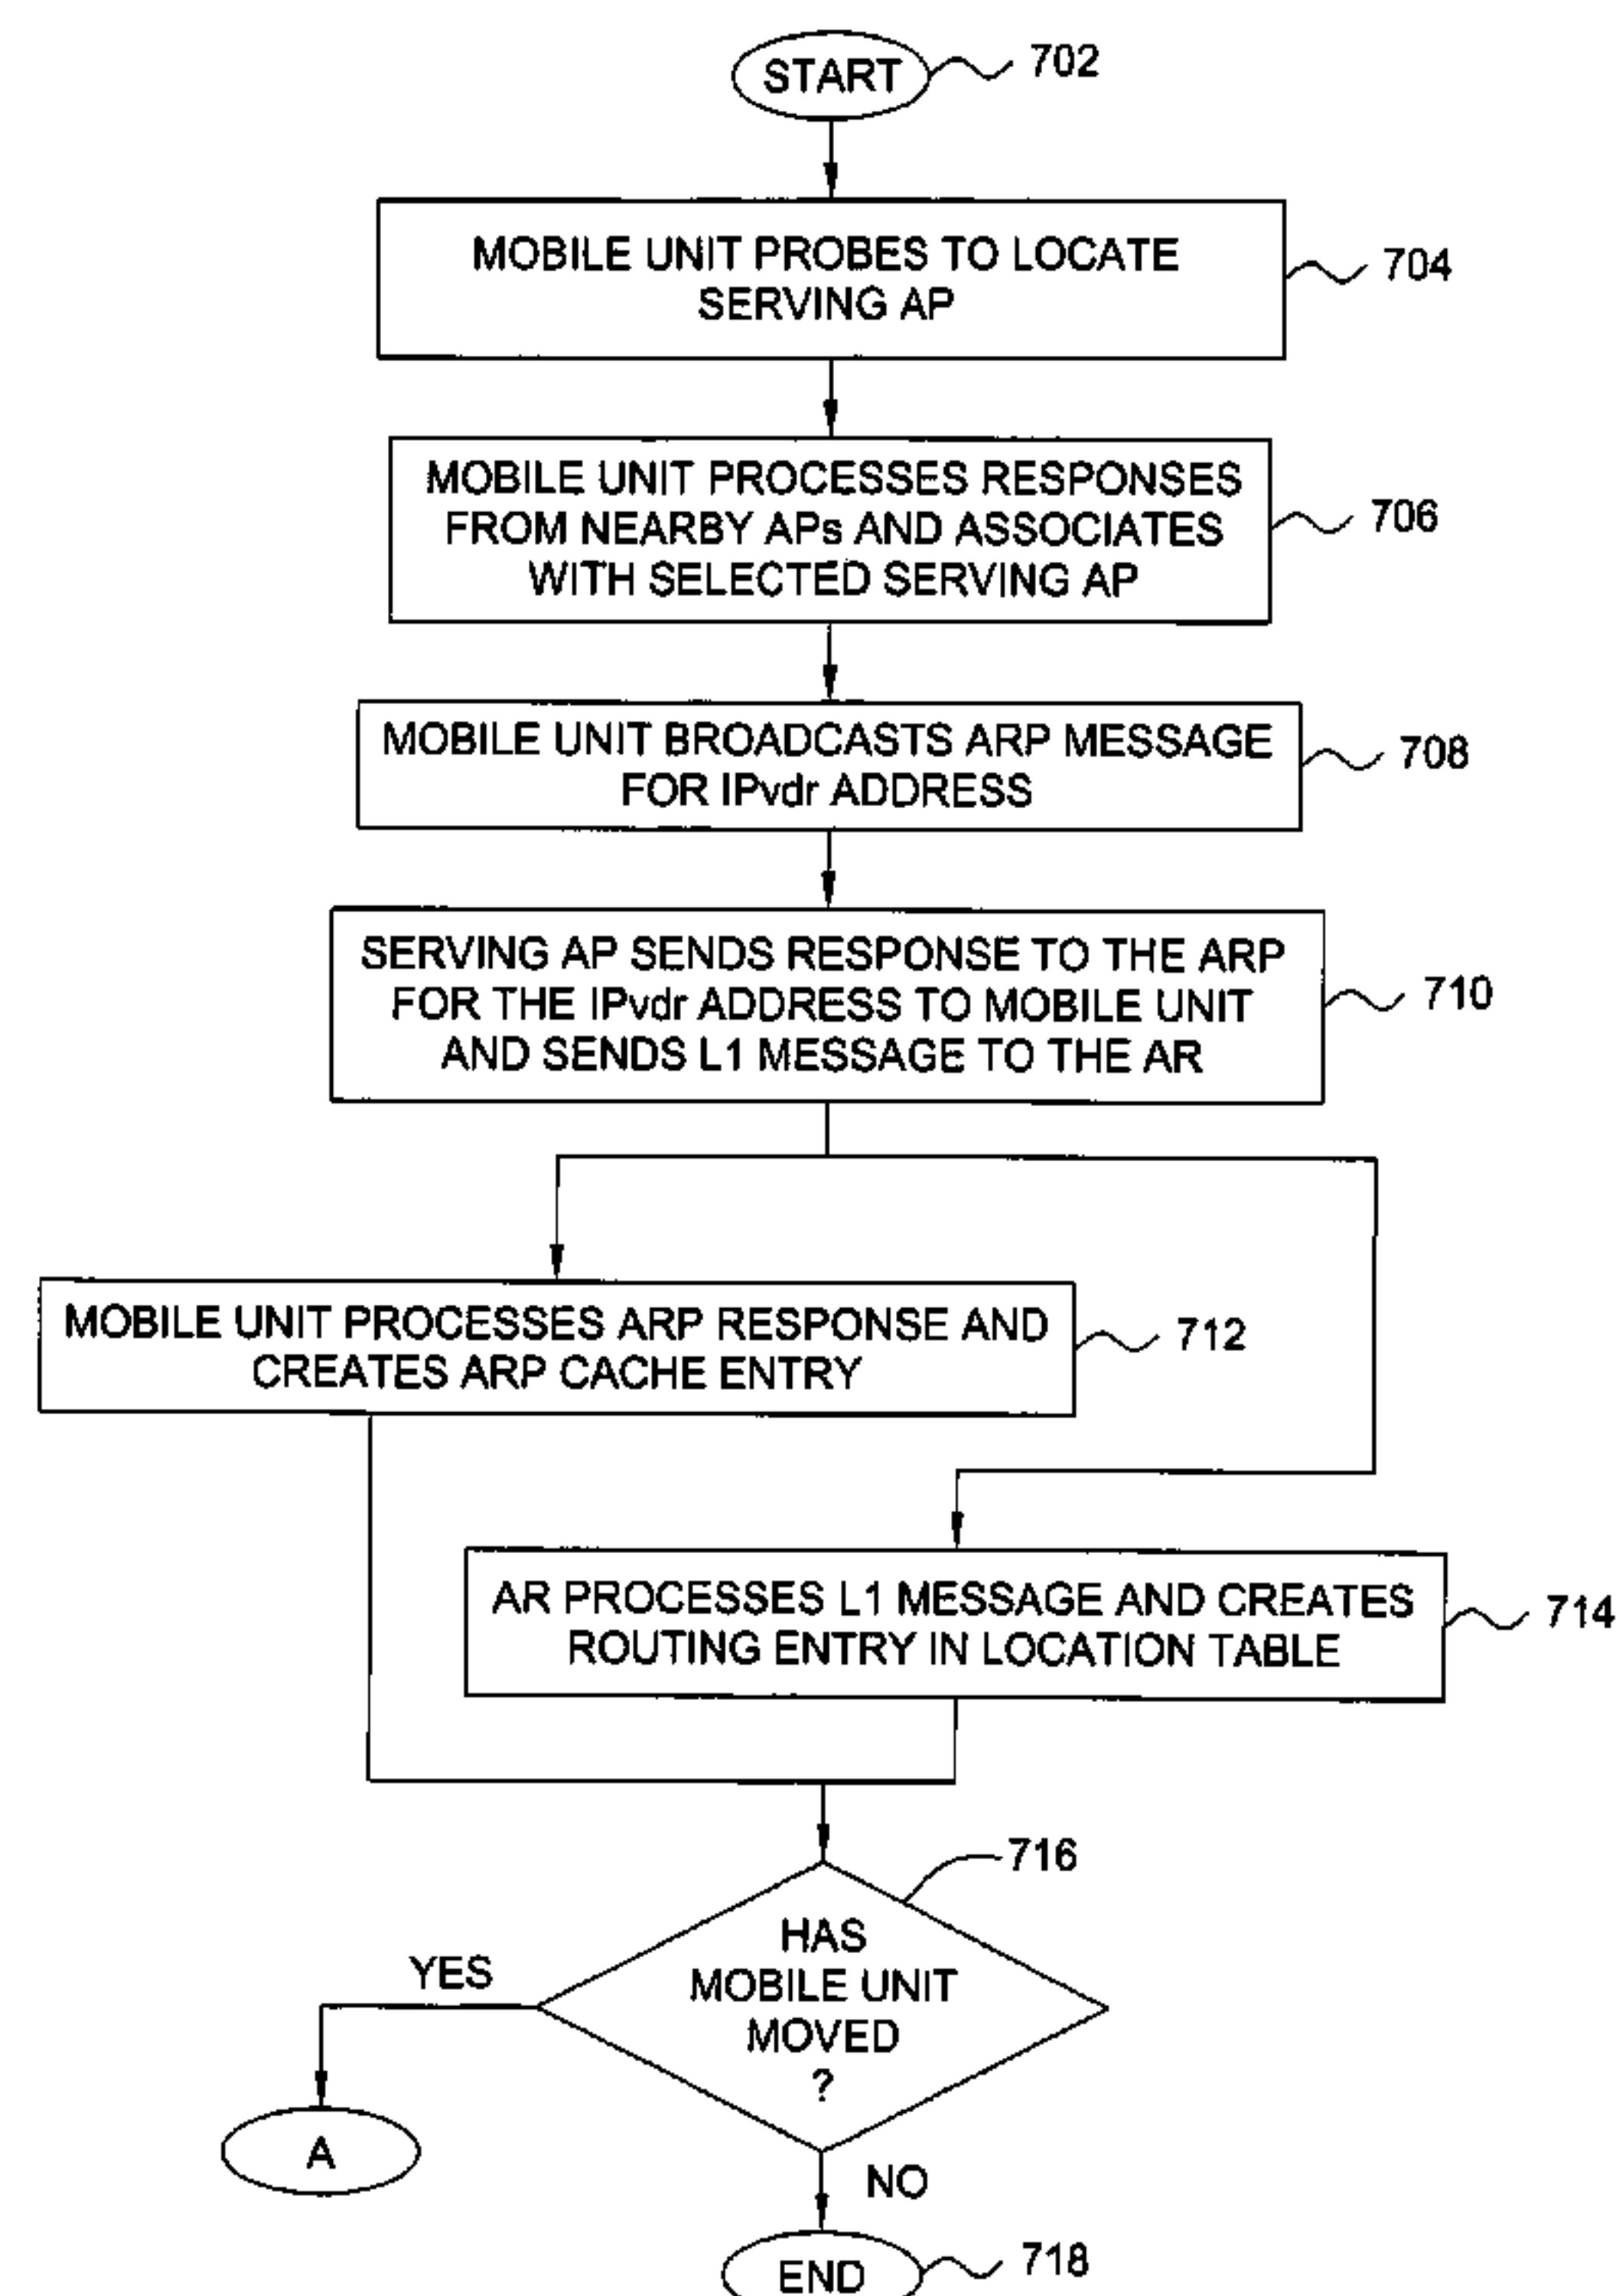 START
702
MOBILE UNIT PROBES TO LOCATE
SERVING AP
704
MOBILE UNIT PROCESSES RESPONSES
FROM NEARBY APs AND ASSOCIATES
WITH SELECTED SERVING AP
706
MOBILE UNIT BROADCASTS ARP MESSAGE
FOR IPvdr ADDRESS
708
SERVING AP SENDS RESPONSE TO THE ARP
FOR THE IPvdr ADDRESS TO MOBILE UNIT
AND SENDS L1 MESSAGE TO THE AR
710
MOBILE UNIT PROCESSES ARP RESPONSE AND
CREATES ARP CACHE ENTRY
712
AR PROCESSES L1 MESSAGE AND CREATES
ROUTING ENTRY IN LOCATION TABLE
714
716
HAS
MOBILE UNIT
MOVED
?
YES
A
NO
END
718